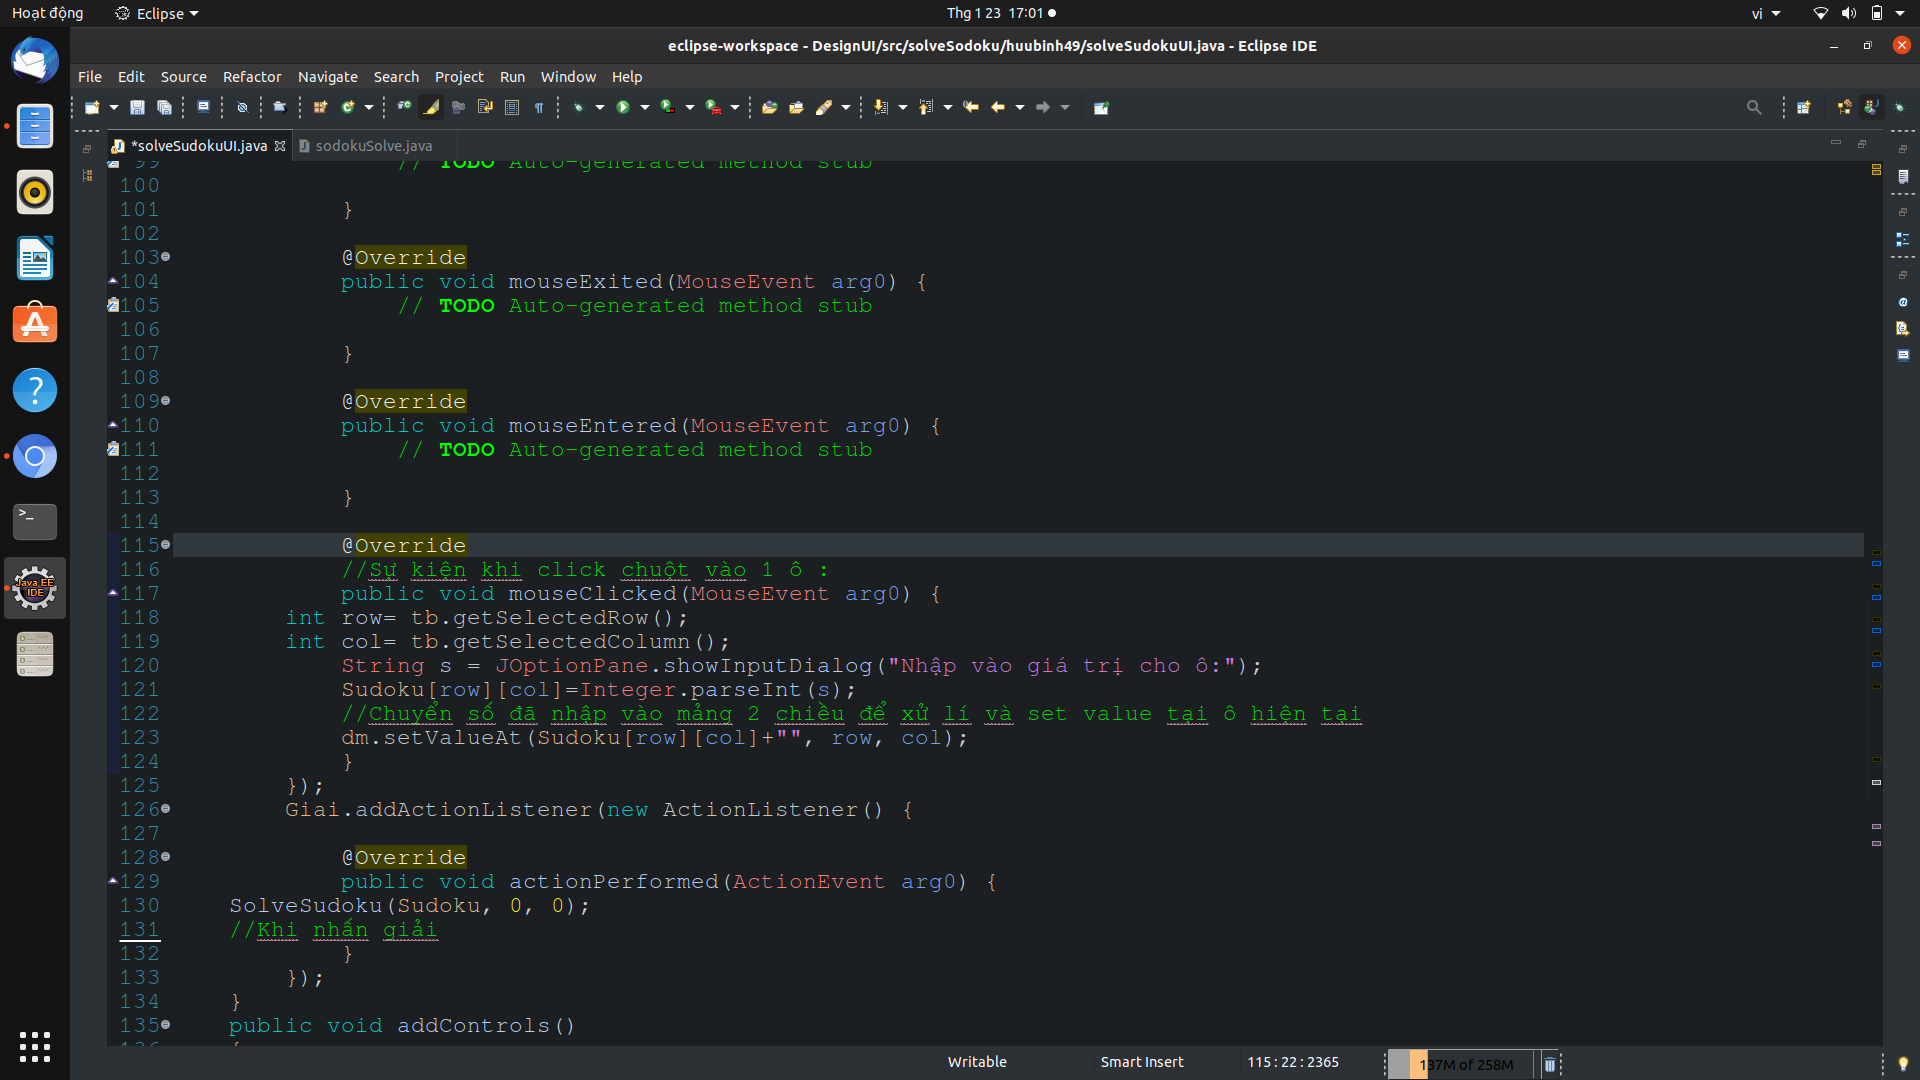 Hoạt động
Eclipse
Thg 1 23 17:01
vi
eclipse-workspace - DesignUI/src/solveSodoku/huubinh49/solveSudokuUI.java - Eclipse IDE
File Edit Source Refactor Navigate Search Project Run Window Help
*solveSudokuUI.java
sodokuSolve.java
99 // TODO Auto-generated method stub
100
101 }
102
103 @Override
104 public void mouseExited(MouseEvent arg0) {
105 // TODO Auto-generated method stub
106
107 }
108
109 @Override
110 public void mouseEntered(MouseEvent arg0) {
111 // TODO Auto-generated method stub
112
113 }
114
115 @Override
116 //Sự kiện khi click chuột vào 1 ô :
117 public void mouseClicked(MouseEvent arg0) {
118 int row= tb.getSelectedRow();
119 int col= tb.getSelectedColumn();
120 String s = JOptionPane.showInputDialog("Nhập vào giá trị cho ô:");
121 Sudoku[row][col]=Integer.parseInt(s);
122 //Chuyển số đã nhập vào mảng 2 chiều để xử lí và set value tại ô hiện tại
123 dm.setValueAt(Sudoku[row][col]+"", row, col);
124 }
125 });
126 Giai.addActionListener(new ActionListener() {
127
128 @Override
129 public void actionPerformed(ActionEvent arg0) {
130 SolveSudoku(Sudoku, 0, 0);
131 //Khi nhấn giải
132 }
133 });
134 }
135 public void addControls()
136 {
Java EE
IDE
Writable
Smart Insert
115 : 22 : 2365
137M of 258M